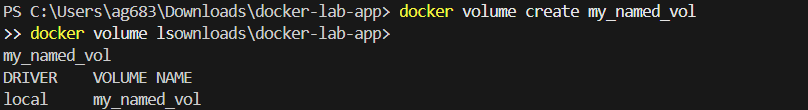 PS C:\Users\ag683\Downloads\docker-lab-app> docker volume create my_named_vol
>> docker volume lsownloads\docker-lab-app>
my_named_vol
DRIVER    VOLUME NAME
local     my_named_vol